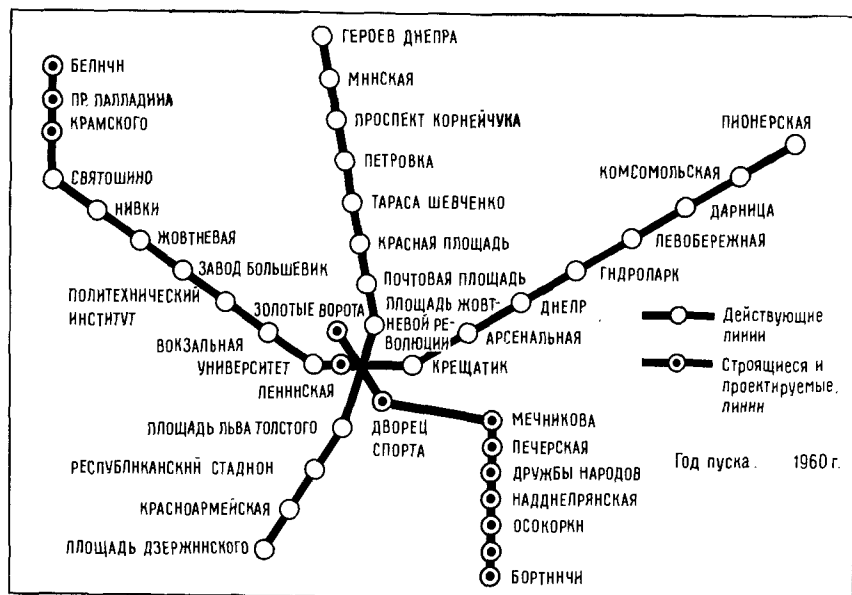 ГЕРОЕВ ДНЕПРА
МИНСКАЯ
ПРОСПЕКТ КОРНЕЙЧУКА
ПЕТРОВКА
ТАРАСА ШЕВЧЕНКО
КРАСНАЯ ПЛОЩАДЬ
ПОЧТОВАЯ ПЛОЩАДЬ
ПЛОЩАДЬ ЖОВТ-
НЕВОЙ РЕ-
ВОЛЮЦИИ
БЕЛИЧИ
ПР. ПАЛЛАДИНА
КРАМСКОГО
СВЯТОШИНО
НИВКИ
ЖОВТНЕВАЯ
ЗАВОД БОЛЬШЕВИК
ПОЛИТЕХНИЧЕСКИЙ
ИНСТИТУТ
ЗОЛОТЫЕ ВОРОТА
ВОКЗАЛЬНАЯ
УНИВЕРСИТЕТ
ЛЕНИНСКАЯ
КРЕЩАТИК
АРСЕНАЛЬНАЯ
ДНЕПР
ГИДРОПАРК
ЛЕВОБЕРЕЖНАЯ
ДАРНИЦА
КОМСОМОЛЬСКАЯ
ПИОНЕРСКАЯ
ПЛОЩАДЬ ЛЬВА ТОЛСТОГО
РЕСПУБЛИКАНСКИЙ СТАДИОН
КРАСНОАРМЕЙСКАЯ
ПЛОЩАДЬ ДЗЕРЖИНСКОГО
ДВОРЕЦ
СПОРТА
МЕЧНИКОВА
ПЕЧЕРСКАЯ
ДРУЖБЫ НАРОДОВ
НАДДНЕПРЯНСКАЯ
ОСОКОРКИ
БОРТНИЧИ
Действующие
линии
Строящиеся и
проектируемые,
линии
Год пуска. 1960 г.